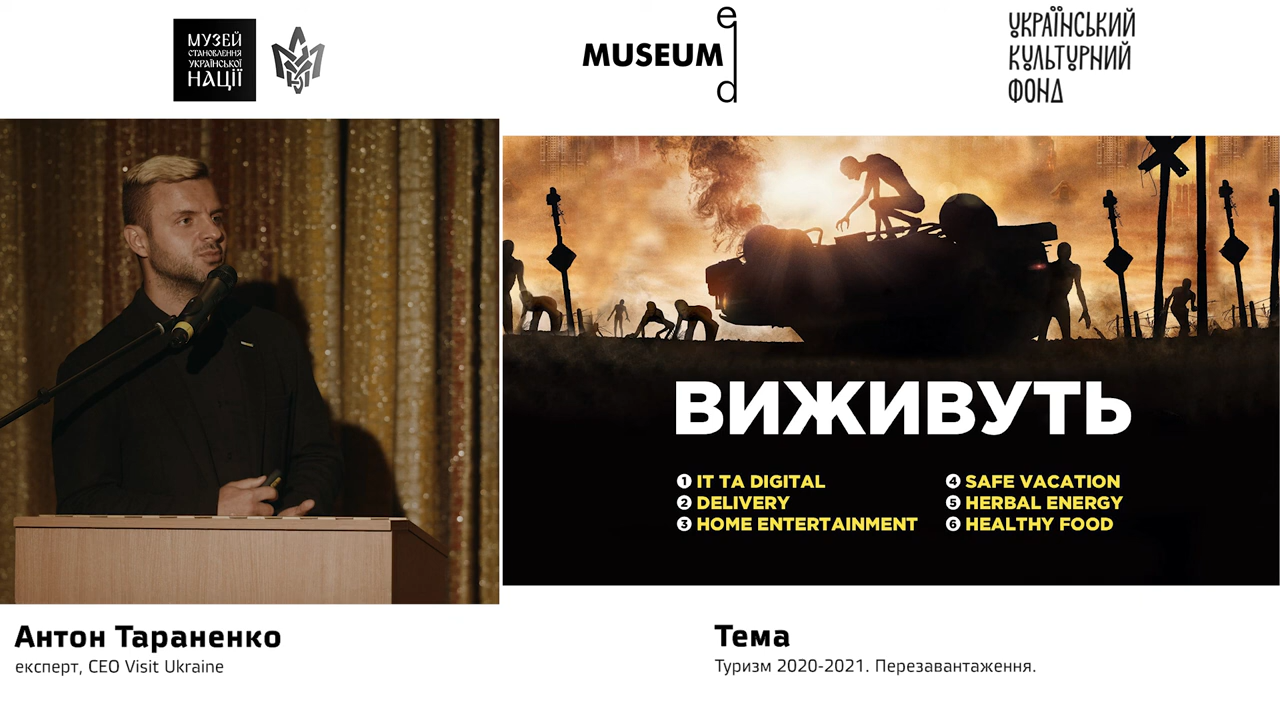 МУЗЕЙ
СТАНОВЛЕННЯ
УКРАЇНСЬКОЇ
НАЦІЇ
MUSEUM
ed
УКРАЇНСЬКИЙ
КУЛЬТУРНИЙ
ФОНД
ВИЖИВУТЬ
1 IT ТА DIGITAL
2 DELIVERY
3 HOME ENTERTAINMENT
4 SAFE VACATION
5 HERBAL ENERGY
6 HEALTHY FOOD
Антон Тараненко
експерт, CEO Visit Ukraine
Тема
Туризм 2020-2021. Перезавантаження.